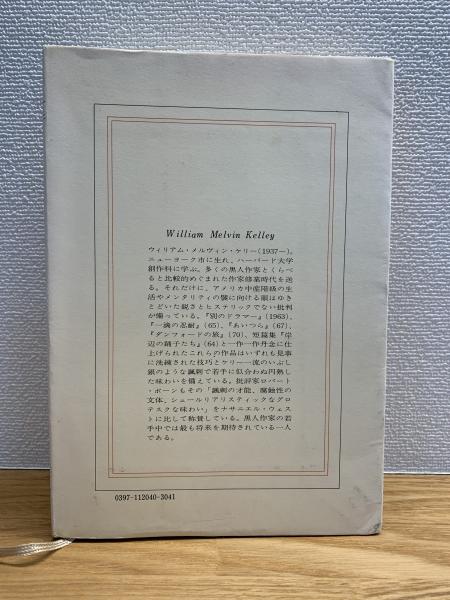 William Melvin Kelley
ウィリアム・メルヴィン・ケリー(1937—)。
ニューヨーク市に生れ、ハーバード大学
創作科に学ぶ。多くの黒人作家とくらべ
ると比較的めぐまれた作家修業時代を送
る。それだけに、アメリカ中産階級の生
活やメンタリティの襞に向ける眼はゆき
とどいた鋭さとヒステリックでない批判
が備っている。『別のドラマー』(1963)、
『一滴の忍耐』(65)、『あいつら』(67)、
『ダンフォードの旅』(70)、短篇集『岸
辺の踊子たち』(64)と一作一作丹念に仕
上げられたこれらの作品はいずれも見事
に洗練された技巧とケリー一流のいぶし
銀のような諷刺で若手に似合わぬ円熟し
た味わいを備えている。批評家ロバート
・ボーンもその「諷刺の才能、腐蝕性の
文体、シュールリアリスティックなグロ
テスクな味わい」をナサニエル・ウェス
トに比して称賛している。黒人作家の若
手中では最も将来を期待されている一人
である。
0397-112040-3041